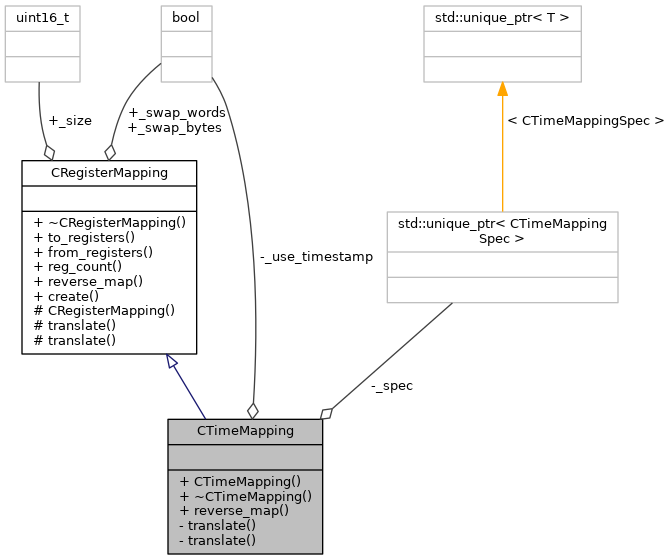 uint16_t
bool
std::unique_ptr< T >
+_size
+_swap_words
+_swap_bytes
< CTimeMappingSpec >
CRegisterMapping
+ ~CRegisterMapping()
+ to_registers()
+ from_registers()
+ reg_count()
+ reverse_map()
+ create()
# CRegisterMapping()
# translate()
# translate()
std::unique_ptr< CTimeMapping
Spec >
-_use_timestamp
-_spec
CTimeMapping
+ CTimeMapping()
+ ~CTimeMapping()
+ reverse_map()
- translate()
- translate()